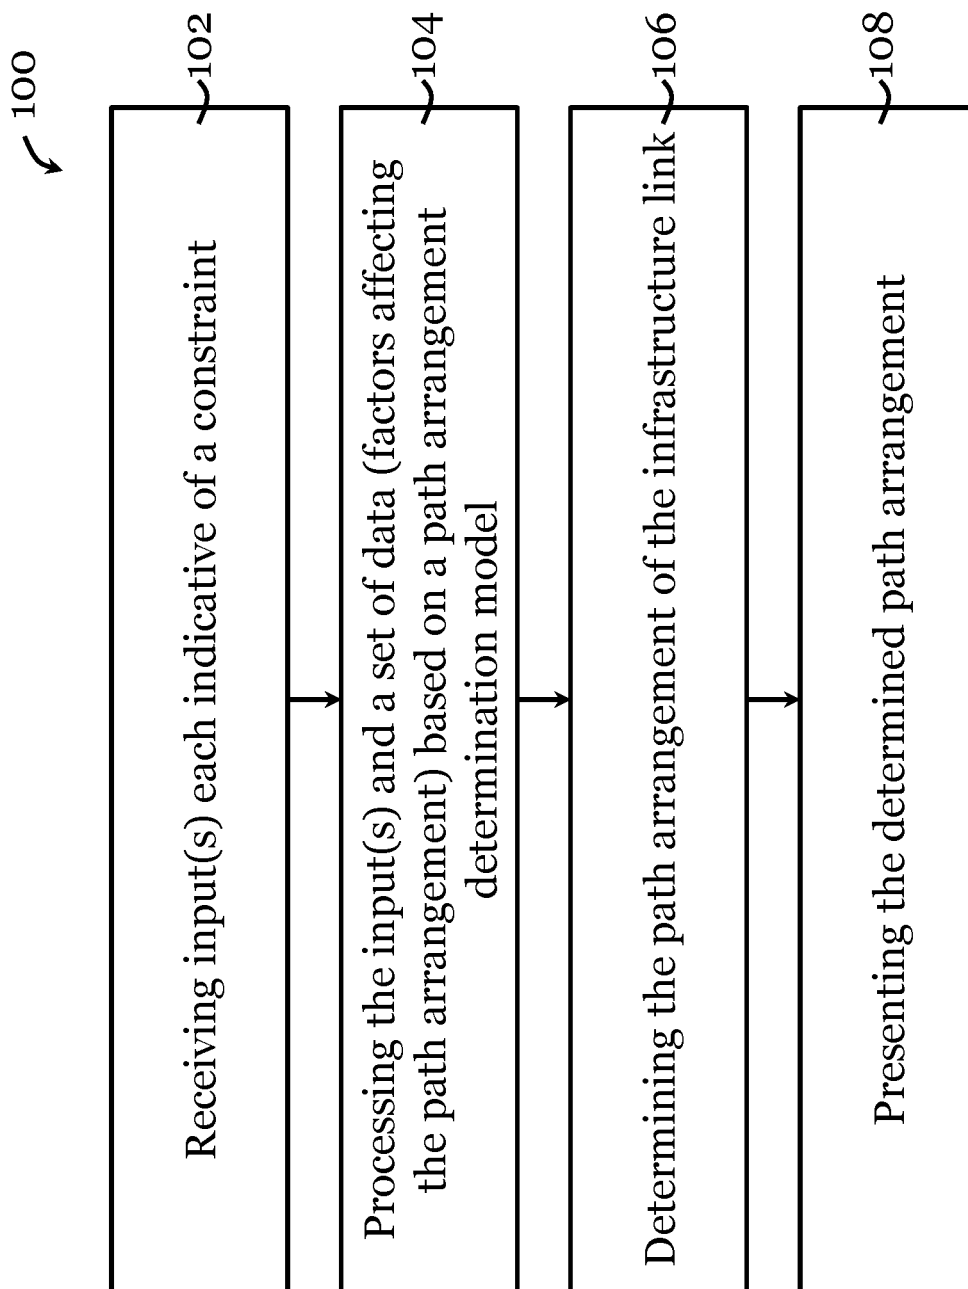 100
Receiving input(s) each indicative of a constraint
102
Processing the input(s) and a set of data (factors affecting
the path arrangement) based on a path arrangement
determination model
104
Determining the path arrangement of the infrastructure link
106
Presenting the determined path arrangement
108